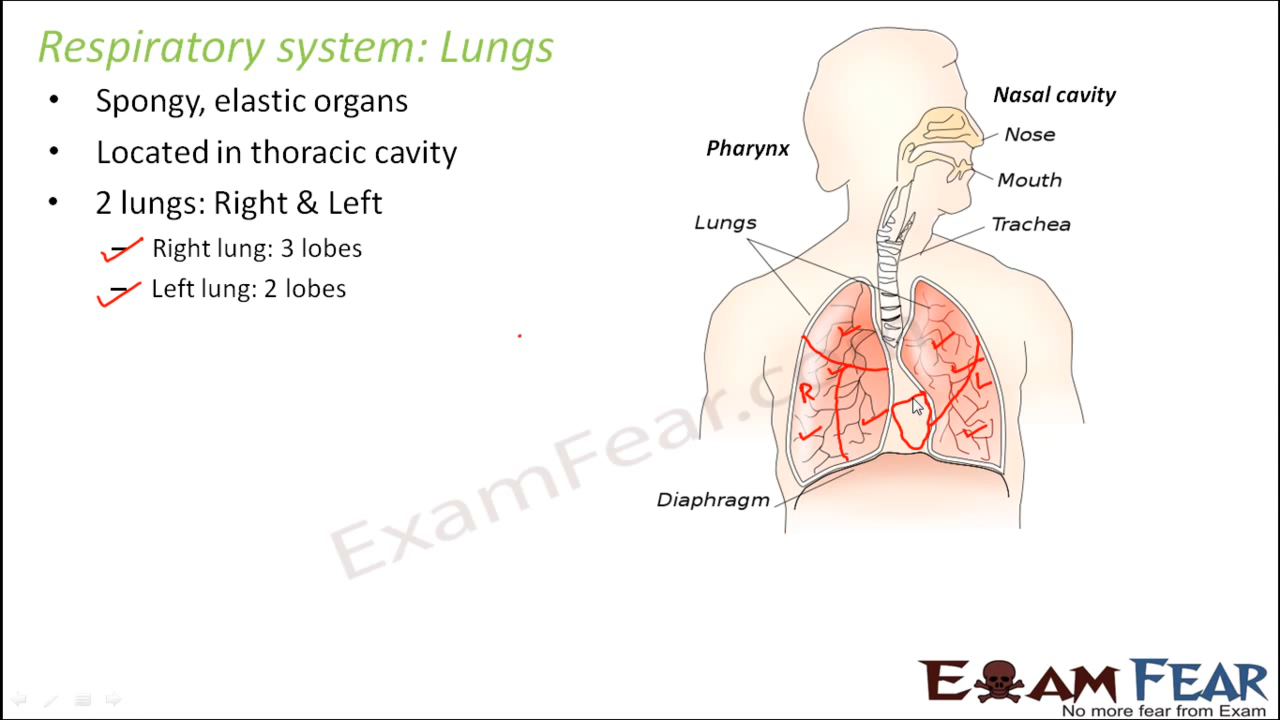 Respiratory system: Lungs
• Spongy, elastic organs
• Located in thoracic cavity
• 2 lungs: Right & Left
– Right lung: 3 lobes
– Left lung: 2 lobes
Nasal cavity
Nose
Pharynx
Mouth
Lungs
Trachea
R
L
Diaphragm
ExamFear.com
EXAM FEAR
No more fear from Exam